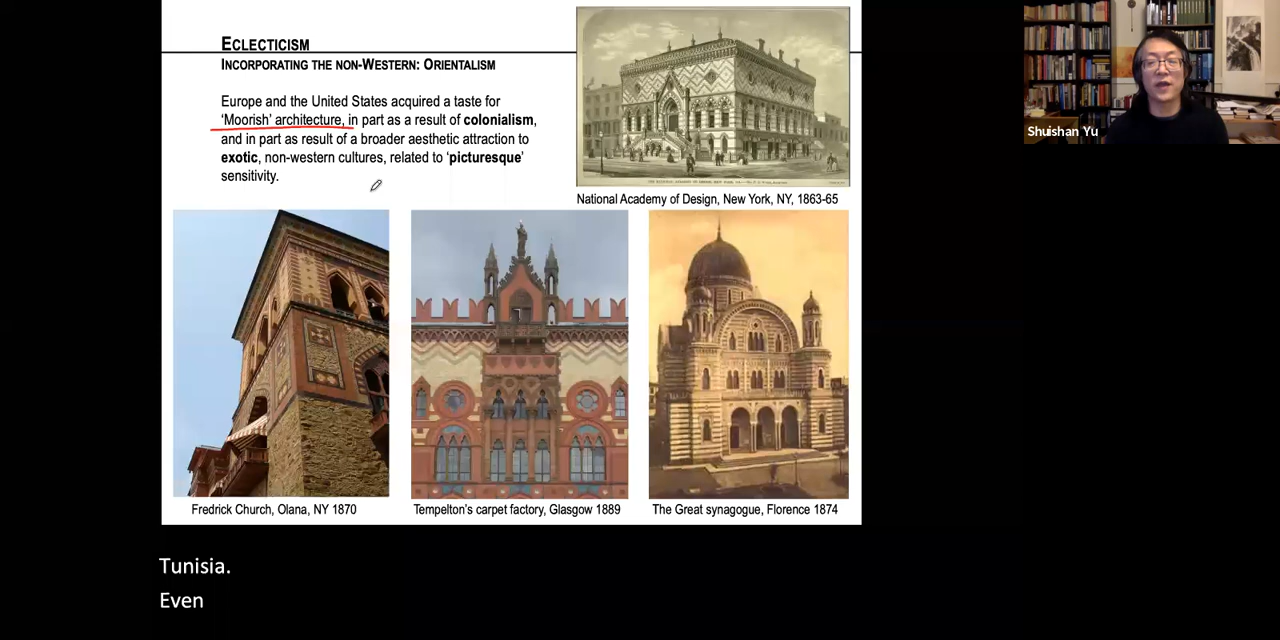 ECLECTICISM
INCORPORATING THE NON-WESTERN: ORIENTALISM
Europe and the United States acquired a taste for
‘Moorish’ architecture, in part as a result of colonialism,
and in part as result of a broader aesthetic attraction to
exotic, non-western cultures, related to ‘picturesque’
sensitivity.
National Academy of Design, New York, NY, 1863-65
Fredrick Church, Olana, NY 1870
Tempelton's carpet factory, Glasgow 1889
The Great synagogue, Florence 1874
Shuishan Yu
Tunisia.
Even